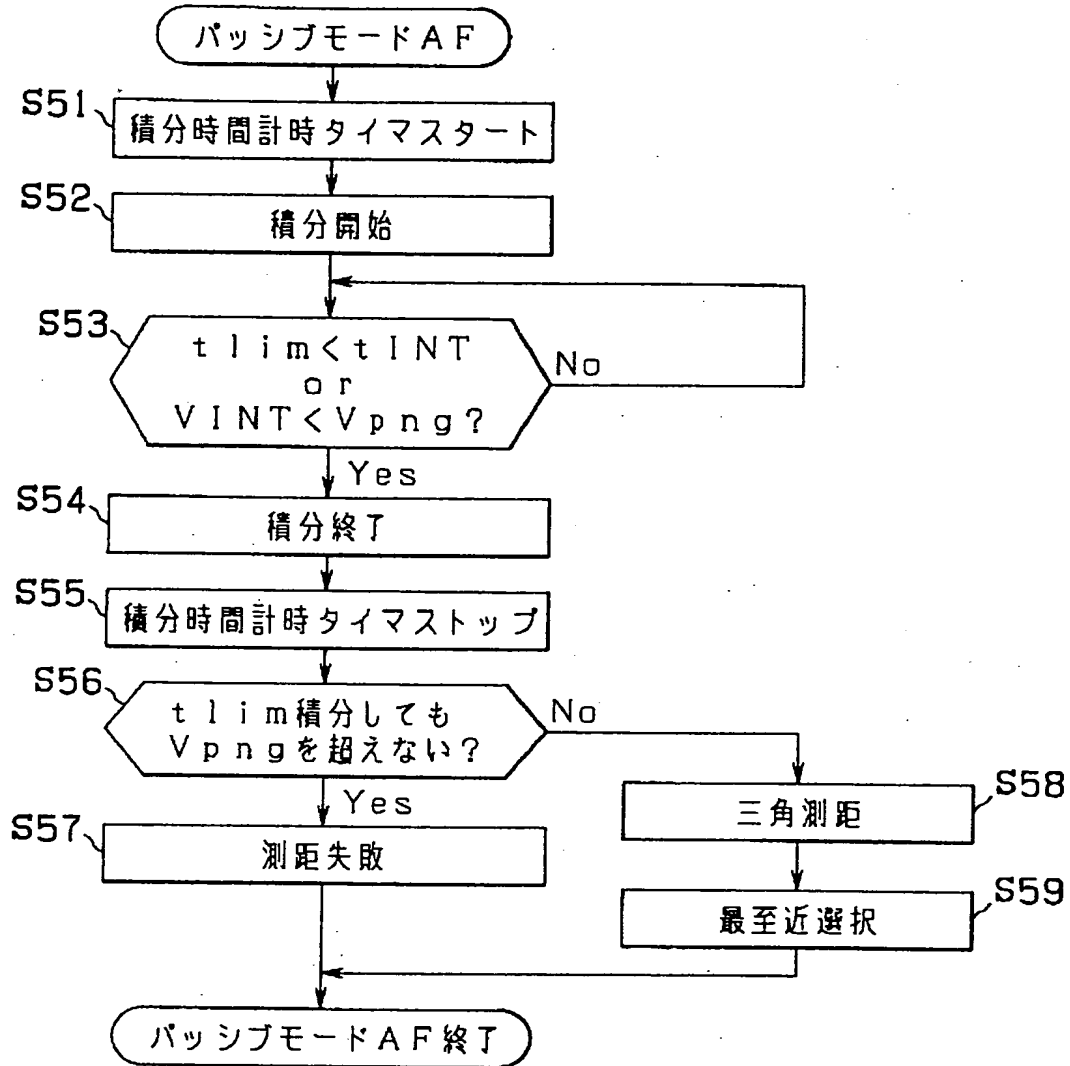 パッシブモードAF
S51
積分時間計時タイマスタート
S52
積分開始
S53
tlim<tINT
or
VINT<Vpng?
No
Yes
S54
積分終了
S55
積分時間計時タイマストップ
S56
tlim積分しても
Vpngを超えない?
No
Yes
S57
測距失敗
S58
三角測距
S59
最至近選択
パッシブモードAF終了